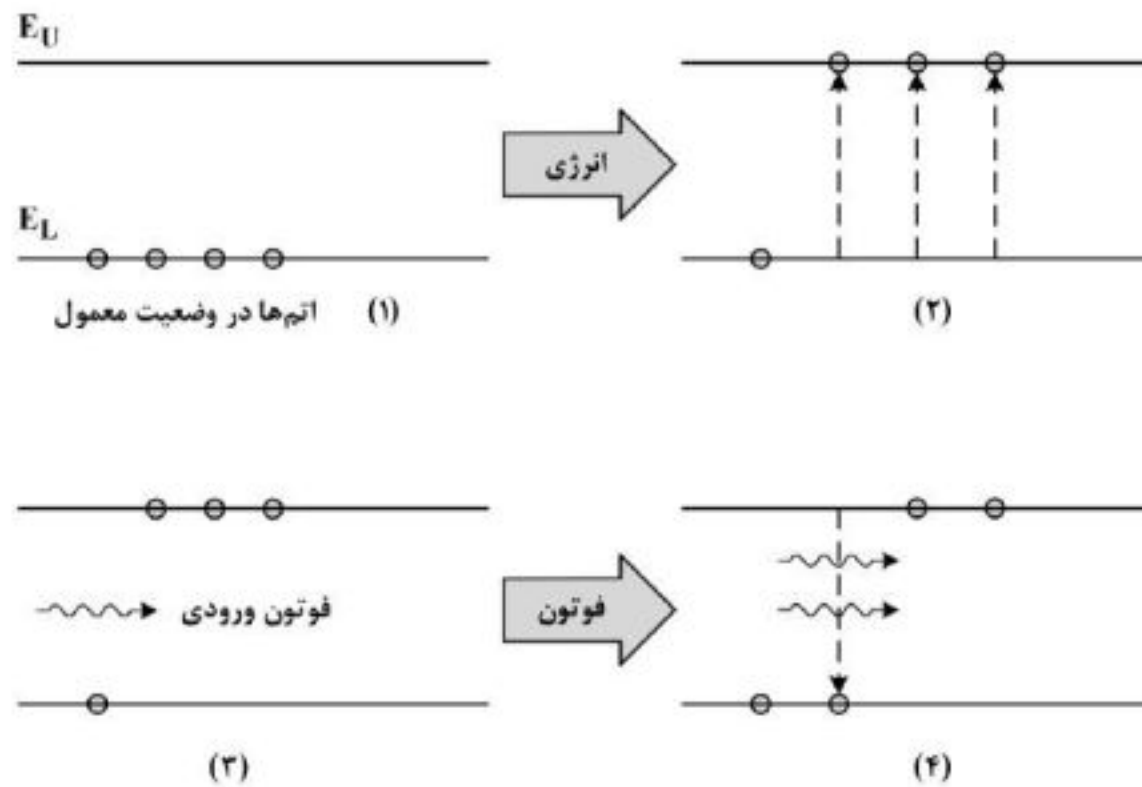 E_U
انرژی
E_L
(۱) اتم‌ها در وضعیت معمول
(۲)
فوتون ورودی
فوتون
(۳)
(۴)